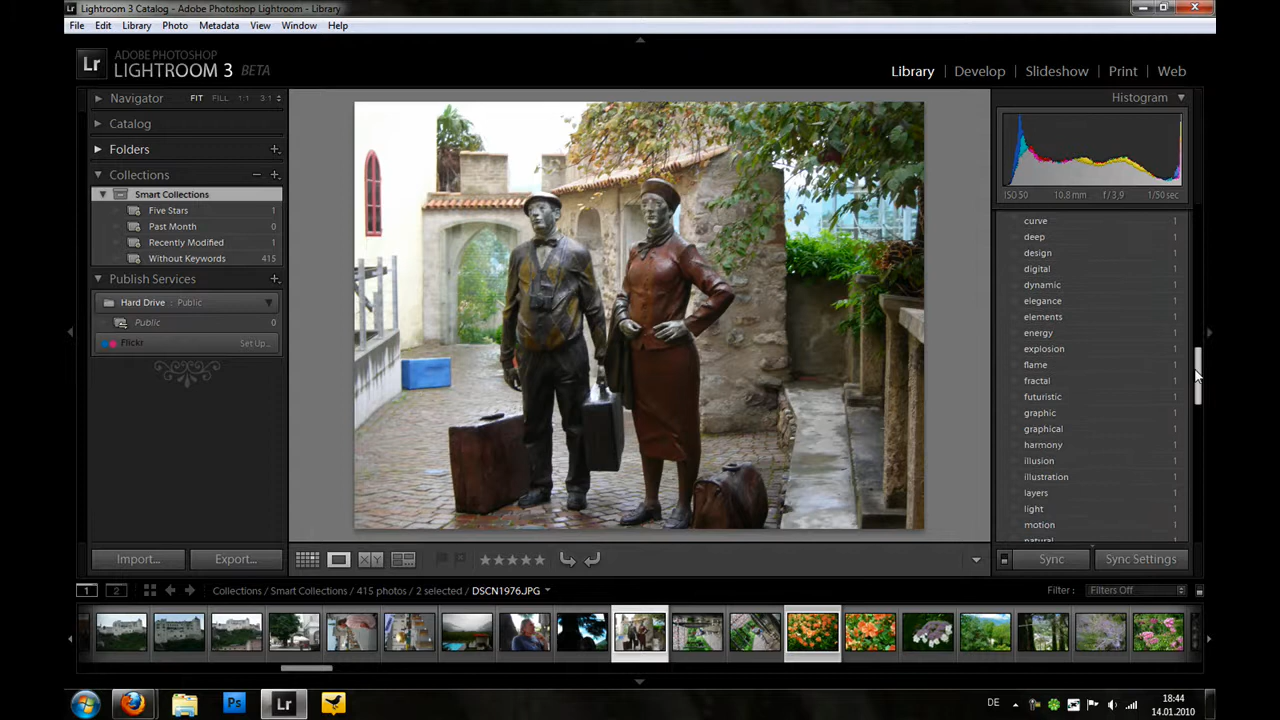 Lightroom 3 Catalog - Adobe Photoshop Lightroom - Library
File Edit Library Photo Metadata View Window Help
Lr
ADOBE PHOTOSHOP
LIGHTROOM 3 BETA
Library | Develop | Slideshow | Print | Web
Navigator FIT FILL 1:1 3:1
Catalog
Folders
Collections
Smart Collections
Five Stars 1
Past Month 0
Recently Modified 2
Without Keywords 415
Publish Services
Hard Drive : Public
Public 0
Flickr Set Up...
Import... Export...
Histogram
ISO 50 10.8 mm f / 3,9 1/50 sec
curve 1
deep 1
design 1
digital 1
dynamic 1
elegance 1
elements 1
energy 1
explosion 1
flame 1
fractal 1
futuristic 1
graphic 1
graphical 1
harmony 1
illusion 1
illustration 1
layers 1
light 1
motion 1
natural
Sync Sync Settings
XY
1 2 Collections / Smart Collections / 415 photos / 2 selected / DSCN1976.JPG
Filter : Filters Off
Ps Lr
DE
18:44
14.01.2010